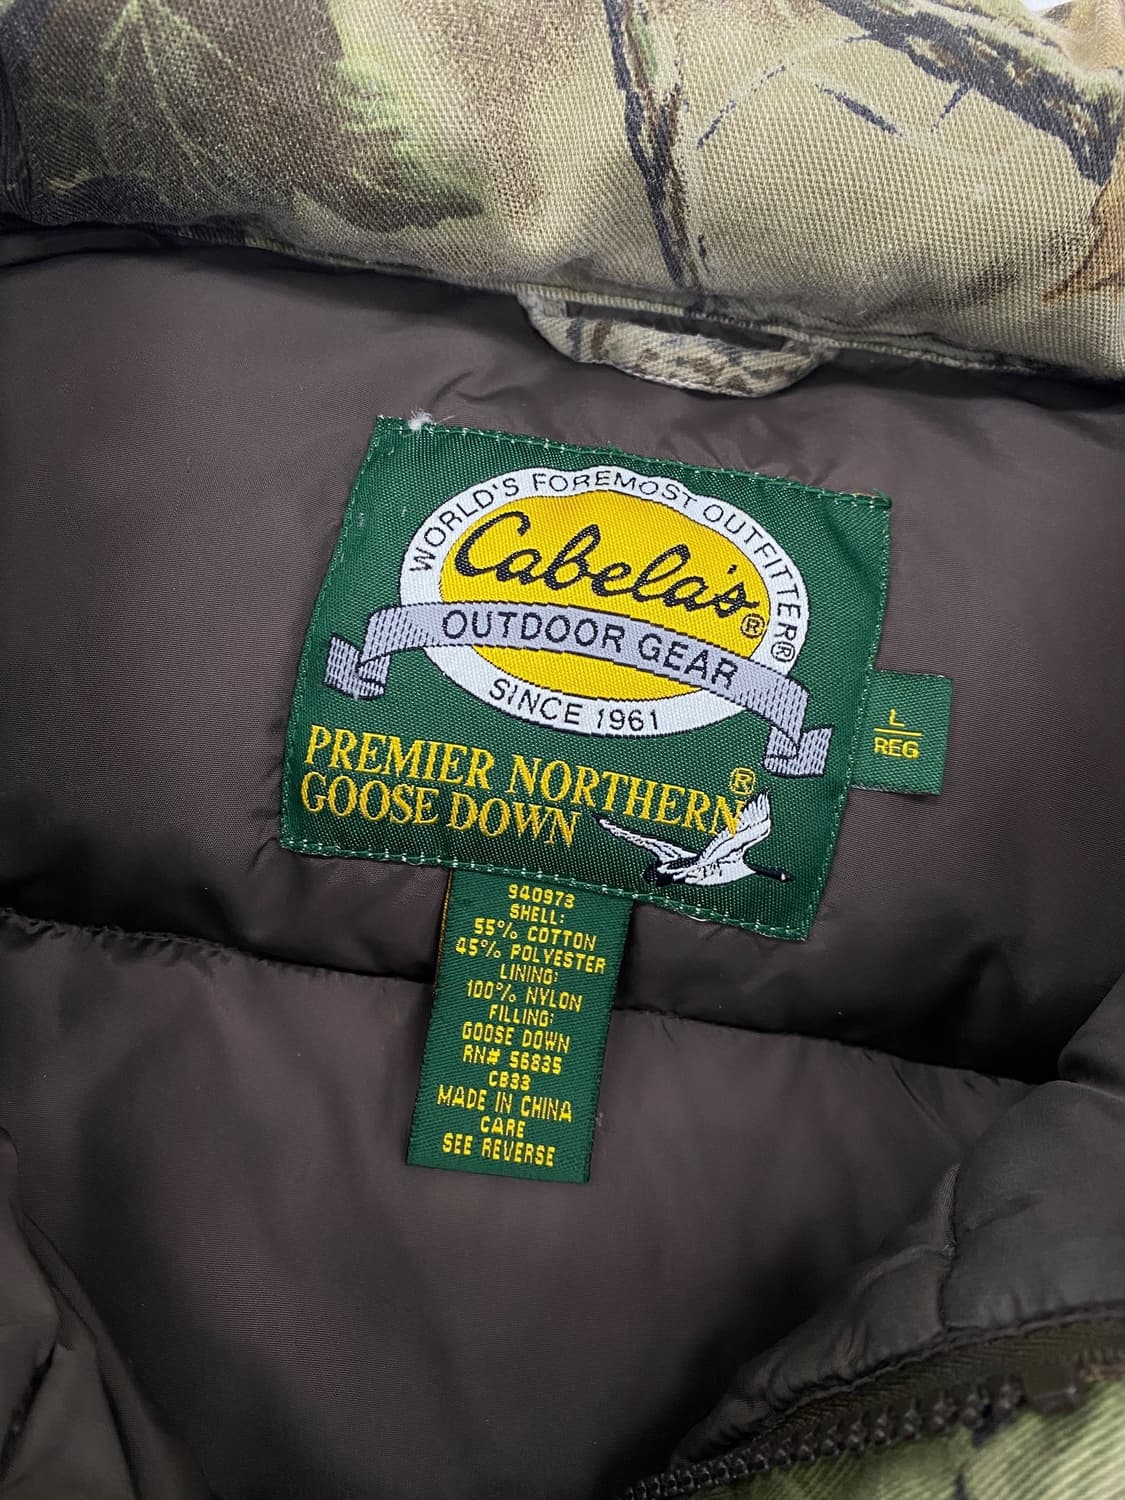 WORLD'S FOREMOST OUTFITTER®
Cabela's®
OUTDOOR GEAR
SINCE 1961
PREMIER NORTHERN®
GOOSE DOWN
L
REG
940973
SHELL:
55% COTTON
45% POLYESTER
LINING:
100% NYLON
FILLING:
GOOSE DOWN
RN# 56835
CB33
MADE IN CHINA
CARE
SEE REVERSE